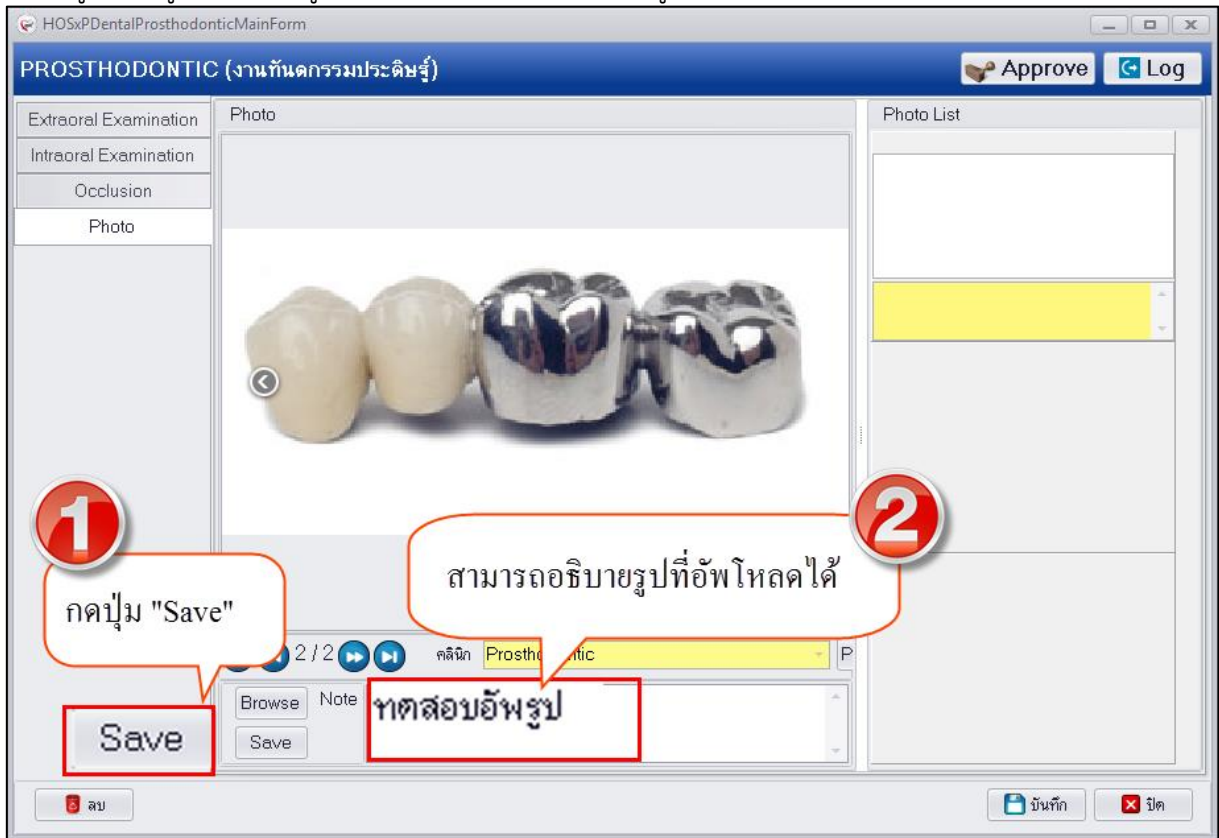 HOSxPDentalProsthodonticMainForm
PROSTHODONTIC (งานทันตกรรมประดิษฐ์)
Approve
Log
Extraoral Examination
Intraoral Examination
Occlusion
Photo
Photo
Photo List
1
กดปุ่ม "Save"
2
สามารถอธิบายรูปที่อัพโหลดได้
2 / 2
คลินิก
P
Browse
Note
ทดสอบอัพรูป
Save
Save
ลบ
บันทึก
ปิด